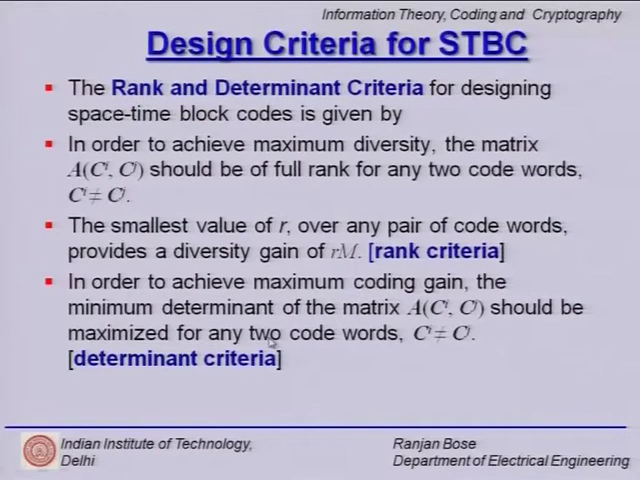 Information Theory, Coding and Cryptography
Design Criteria for STBC
▪ The Rank and Determinant Criteria for designing
space-time block codes is given by
▪ In order to achieve maximum diversity, the matrix
A(Cⁱ, Cʲ) should be of full rank for any two code words,
Cⁱ ≠ Cʲ.
▪ The smallest value of r, over any pair of code words,
provides a diversity gain of rM. [rank criteria]
▪ In order to achieve maximum coding gain, the
minimum determinant of the matrix A(Cⁱ, Cʲ) should be
maximized for any two code words, Cⁱ ≠ Cʲ.
[determinant criteria]
Indian Institute of Technology,
Delhi
Ranjan Bose
Department of Electrical Engineering